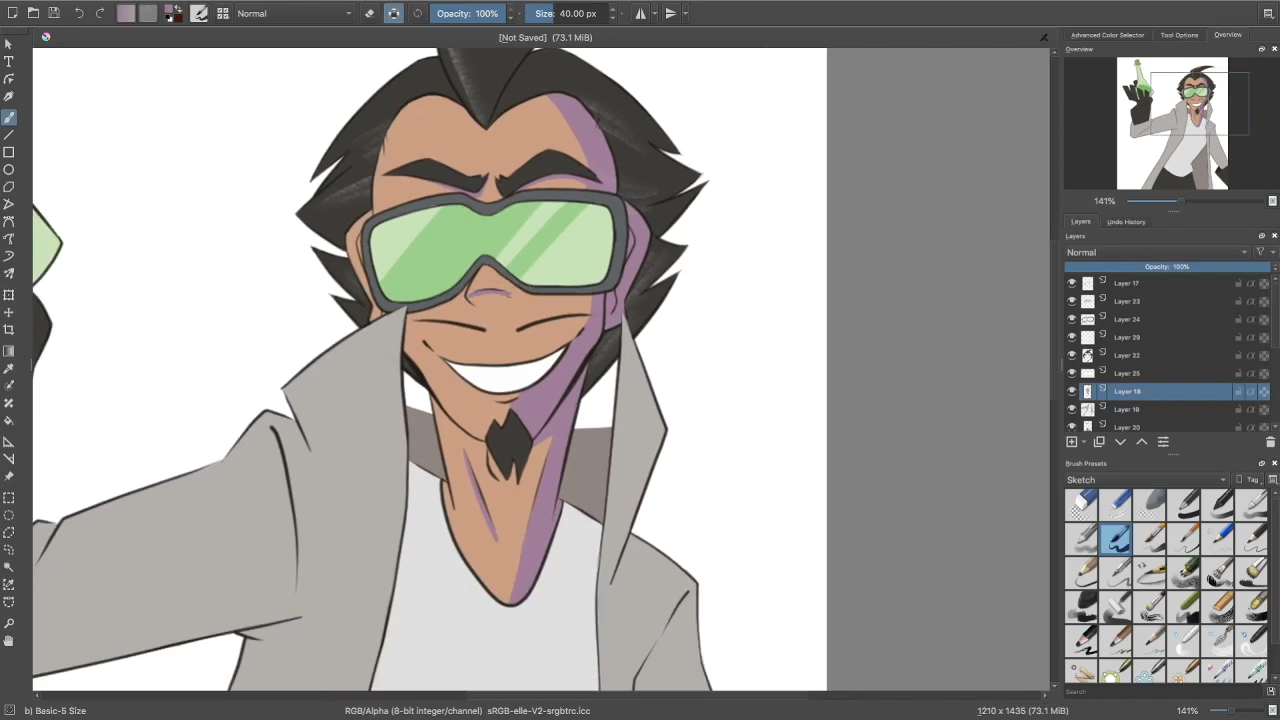 Normal
Opacity: 100%
Size: 40.00 px
[Not Saved] (73.1 MiB)
Advanced Color Selector
Tool Options
Overview
Overview
141%
Layers
Undo History
Layers
Normal
Opacity: 100%
Layer 17
Layer 23
Layer 24
Layer 29
Layer 22
Layer 25
Layer 18
Layer 19
Layer 20
Brush Presets
Sketch
Tag
Search
b) Basic-5 Size
RGB/Alpha (8-bit integer/channel) sRGB-elle-V2-srgbtrc.icc
1210 x 1435 (73.1 MiB)
141%